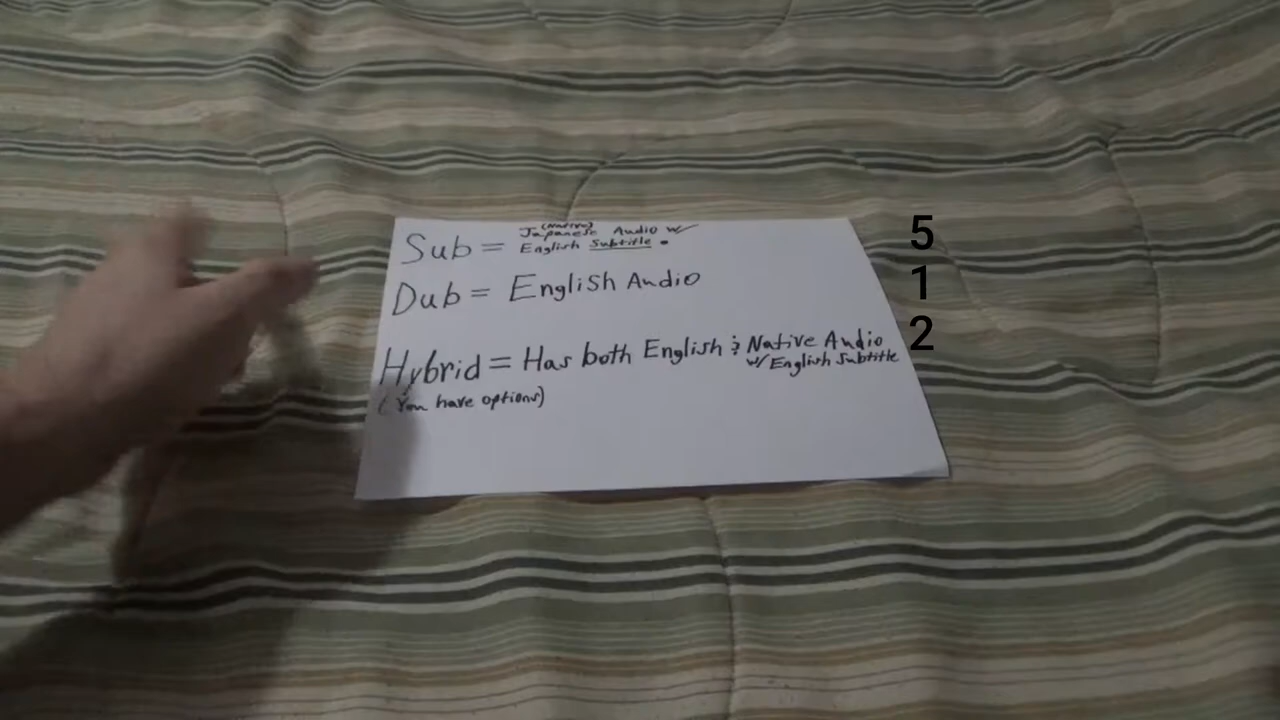 (Native)
Sub = Japanese Audio w/
English Subtitle.
Dub = English Audio
Hybrid = Has both English & Native Audio
w/ English Subtitle
(You have options)
5
1
2